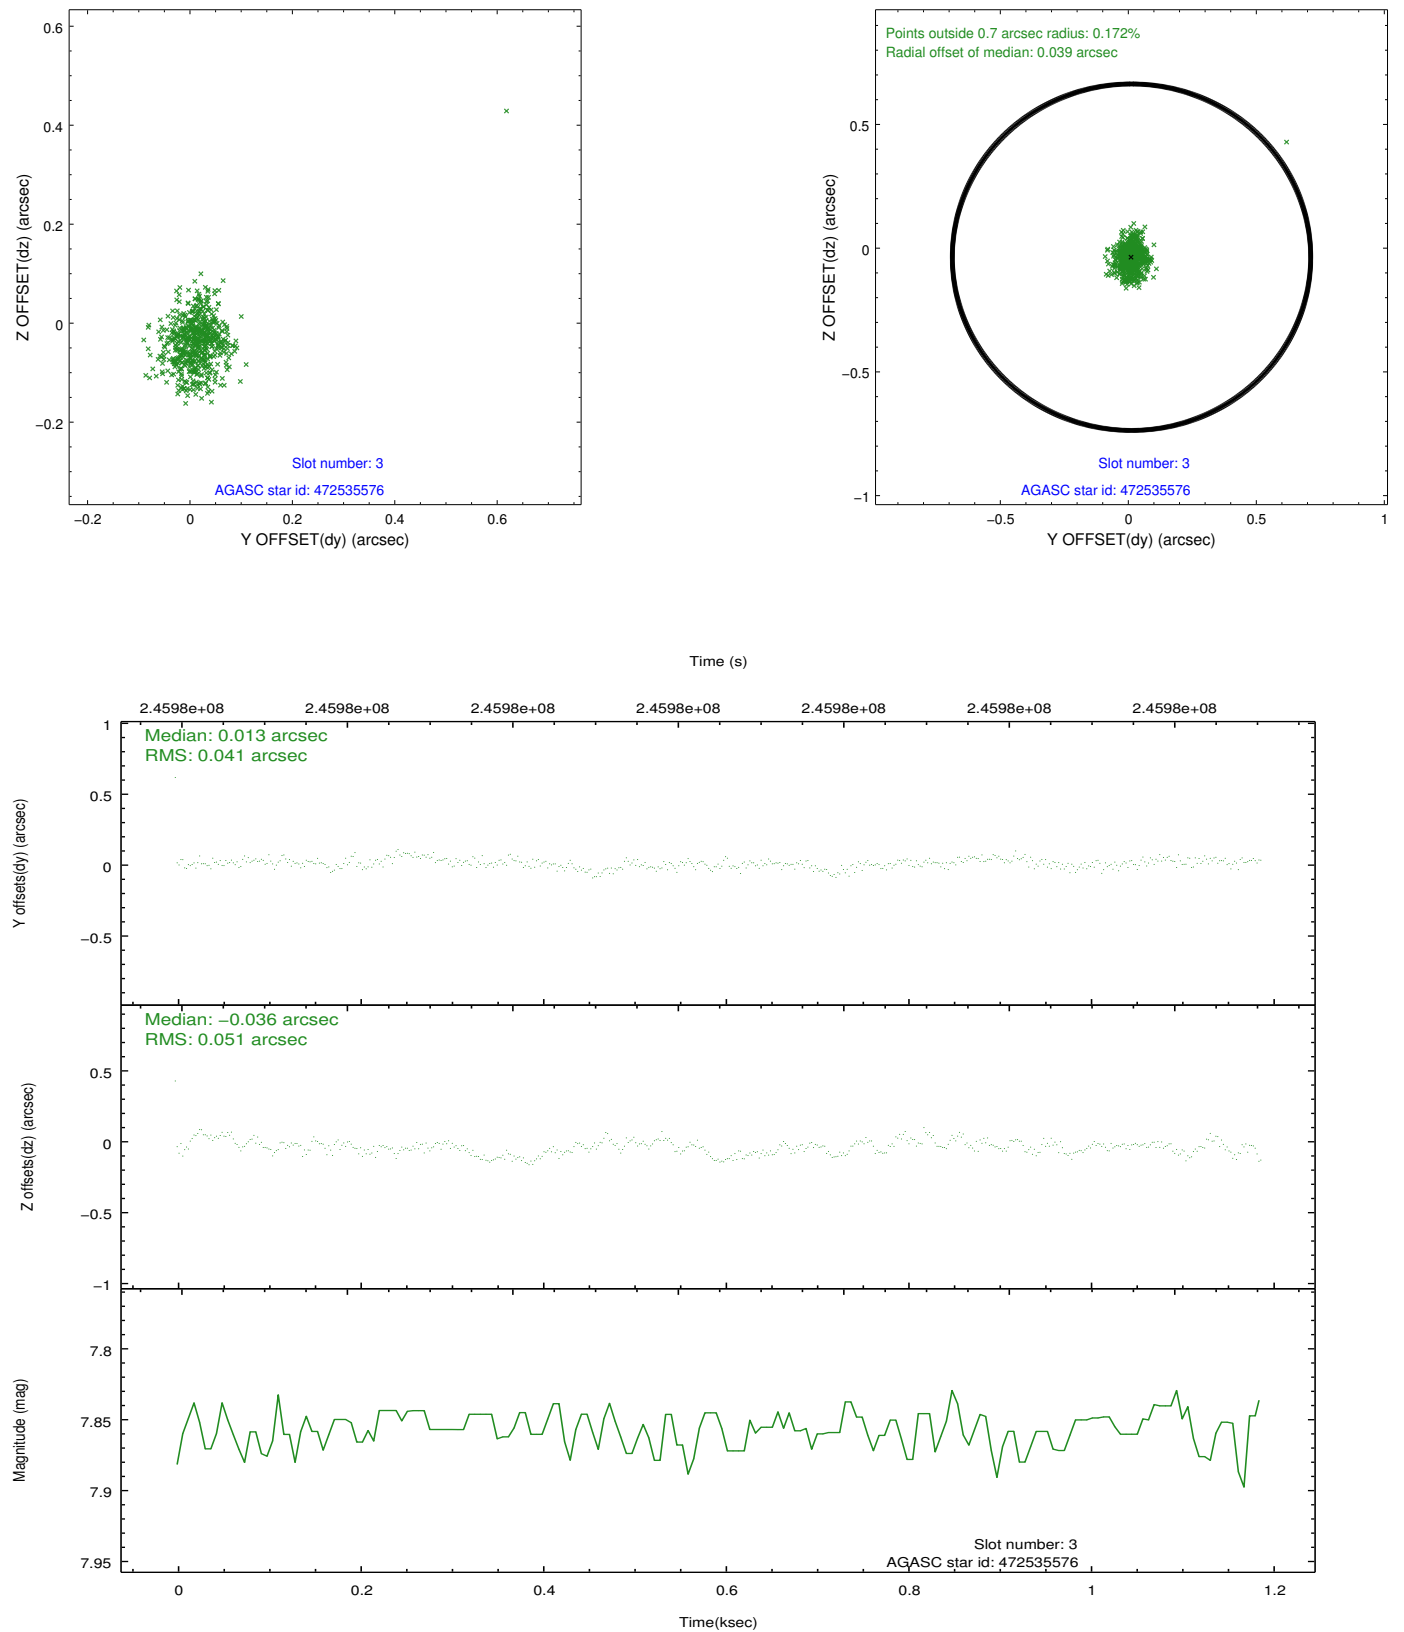 0.6
0.4
0.2
0
−0.2
Z OFFSET(dz) (arcsec)
Slot number: 3
AGASC star id: 472535576
−0.2 0 0.2 0.4 0.6
Y OFFSET(dy) (arcsec)
Points outside 0.7 arcsec radius: 0.172%
Radial offset of median: 0.039 arcsec
0.5
0
−0.5
−1
Z OFFSET(dz) (arcsec)
Slot number: 3
AGASC star id: 472535576
−0.5 0 0.5 1
Y OFFSET(dy) (arcsec)
Time (s)
2.4598e+08 2.4598e+08 2.4598e+08 2.4598e+08 2.4598e+08 2.4598e+08 2.4598e+08
Median: 0.013 arcsec
RMS: 0.041 arcsec
1
0.5
0
−0.5
Y offsets(dy) (arcsec)
Median: −0.036 arcsec
RMS: 0.051 arcsec
0.5
0
−0.5
−1
Z offsets(dz) (arcsec)
7.8
7.85
7.9
7.95
Magnitude (mag)
Slot number: 3
AGASC star id: 472535576
0 0.2 0.4 0.6 0.8 1 1.2
Time(ksec)